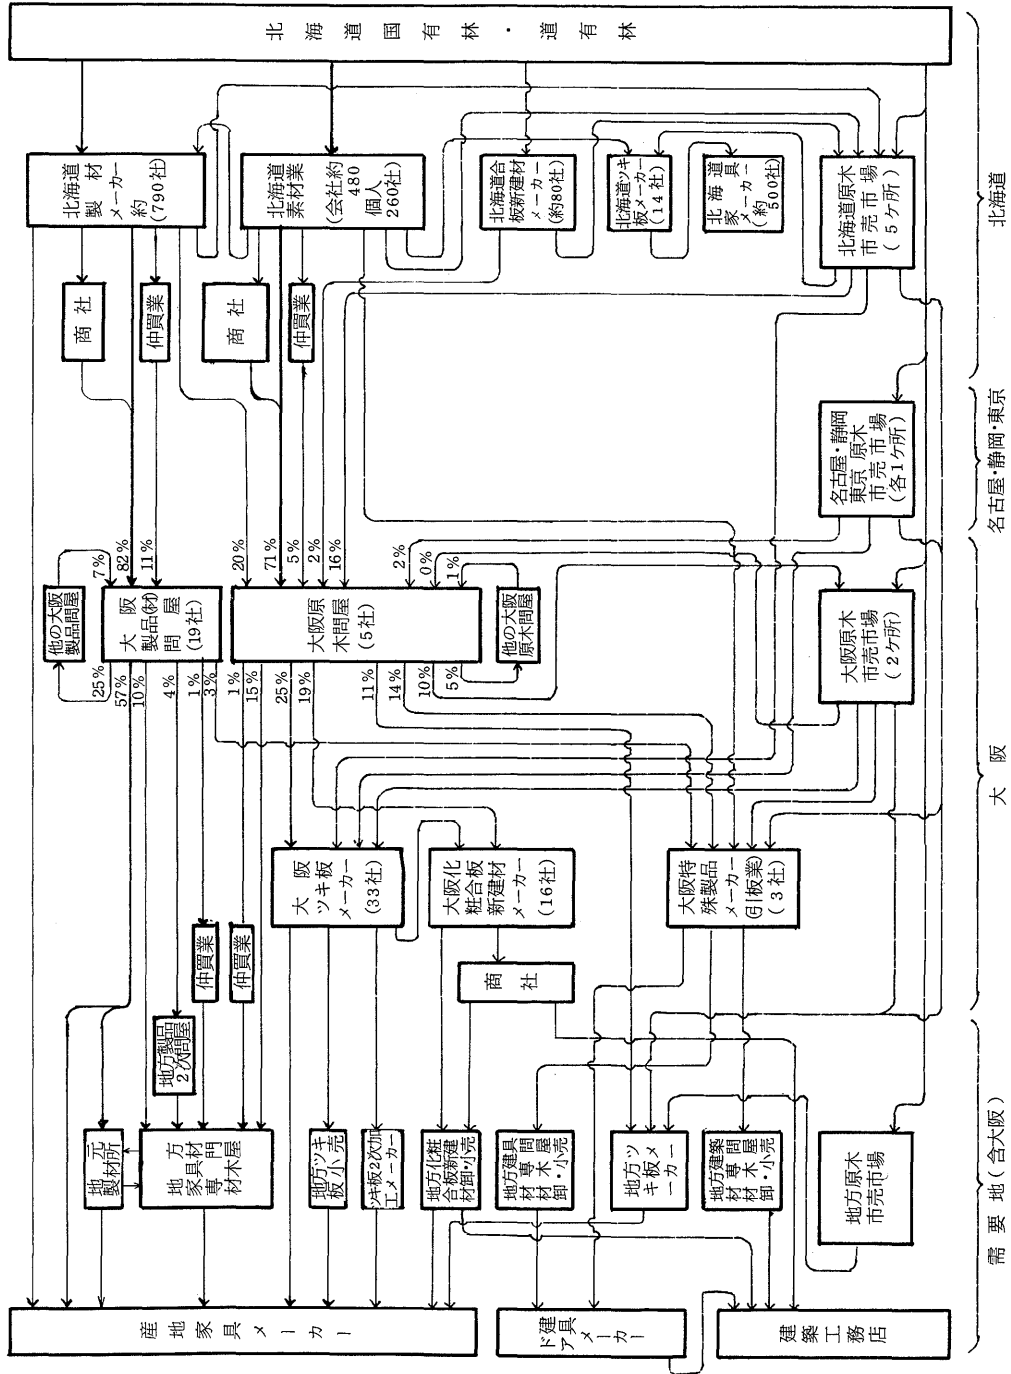 北海道国有林・道有林
北海道
製材
メーカー
約
(790社)
北海道
素材業
(会社約
480
個人
260社)
北海道合
板新建材
メーカー
(約80社)
北海道ツキ
板メーカー
(14社)
北海道
家具
メーカー
(約500社)
北海道原木
市売市場
(5ケ所)
商社
仲買業
商社
仲買業
北海道
名古屋・静岡
東京原木
市売市場
(各1ケ所)
名古屋・静岡・東京
7%
82%
11%
20%
71%
5%
2%
16%
2%
0%
1%
他の大阪
製品問屋
大阪
製品(材)
問屋
(19社)
大阪原
木問屋
(5社)
他の大阪
原木問屋
大阪原木
市売市場
(2ケ所)
25%
57%
10%
4%
1%
3%
1%
15%
25%
19%
11%
14%
10%
5%
大阪
大阪
ツキ板
メーカー
(33社)
大阪化
粧合板
新建材
メーカー
(16社)
大阪特
殊製品
メーカー
(引板業)
(3社)
仲買業
仲買業
商社
地方製品
2次問屋
地元
製材所
地方
家具材
専門
材木屋
地方ツキ
板小売
ツキ板2次加
工メーカー
地方化粧
合板新建
材卸・小売
地方建具
材専門
材木屋
卸・小売
地方ツ
キ板メ
ーカー
地方建築
材専門
材木屋
卸・小売
地方原木
市売市場
需要地(含大阪)
産地家具メーカー
ド建具
アメーカー
建築工務店